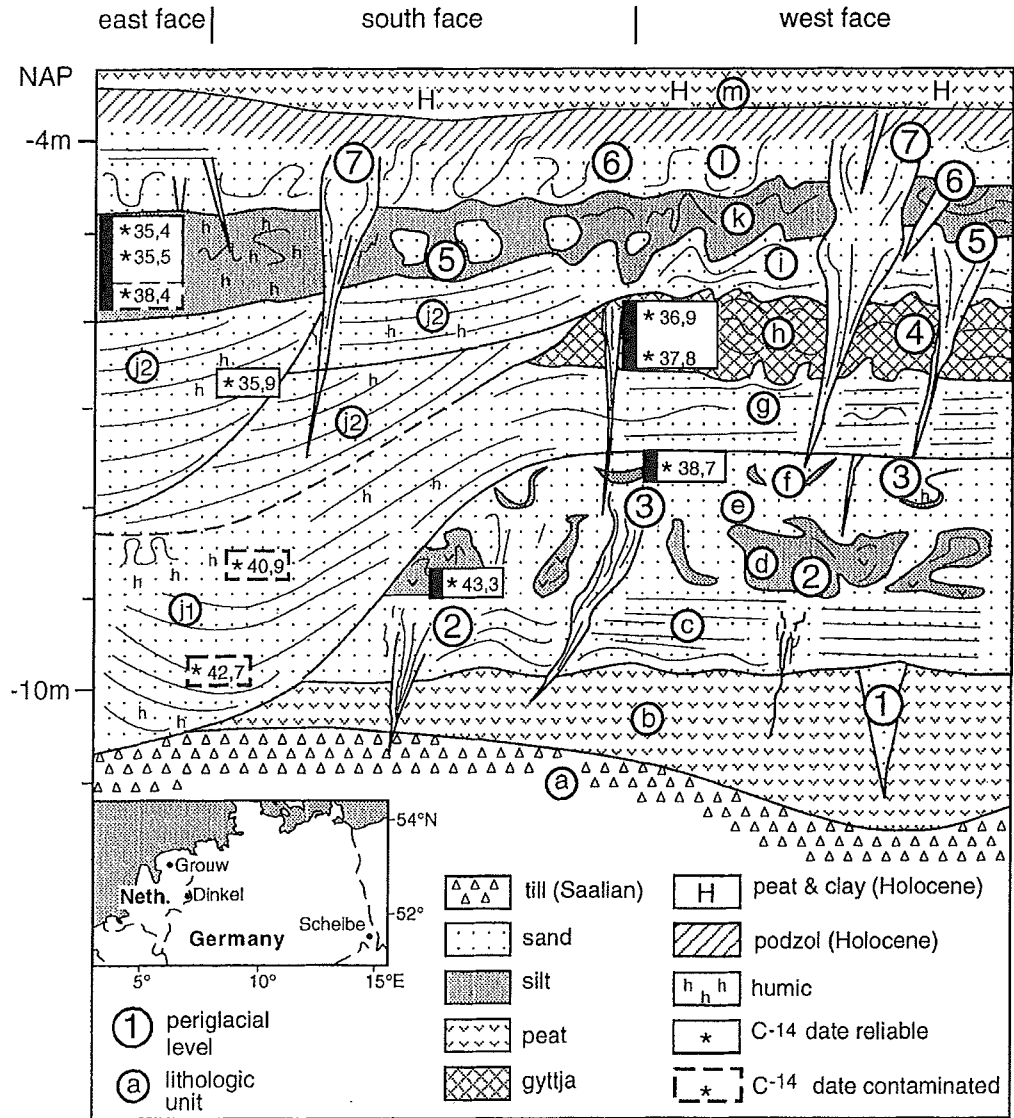 east face | south face | west face
NAP
H H m H
-4m
7 6 l 7
6
* 35,4 h k
* 35,5 h h 5 5
h h i
* 38,4 h
j2 * 36,9
h h h 4
j2 h * 37,8
* 35,9 h
j2 g
h h * 38,7 f 3
3 e h
h * 40,9 d
h * 43,3 2
j1 2 c
-10m * 42,7
h h b 1
a
54°N
Grouw
Neth. Dinkel
52°
Scheibe
Germany
5° 10° 15°E
1 periglacial
level
a lithologic
unit
till (Saalian)
sand
silt
peat
gyttja
H peat & clay (Holocene)
podzol (Holocene)
h h h humic
* C-14 date reliable
* C-14 date contaminated